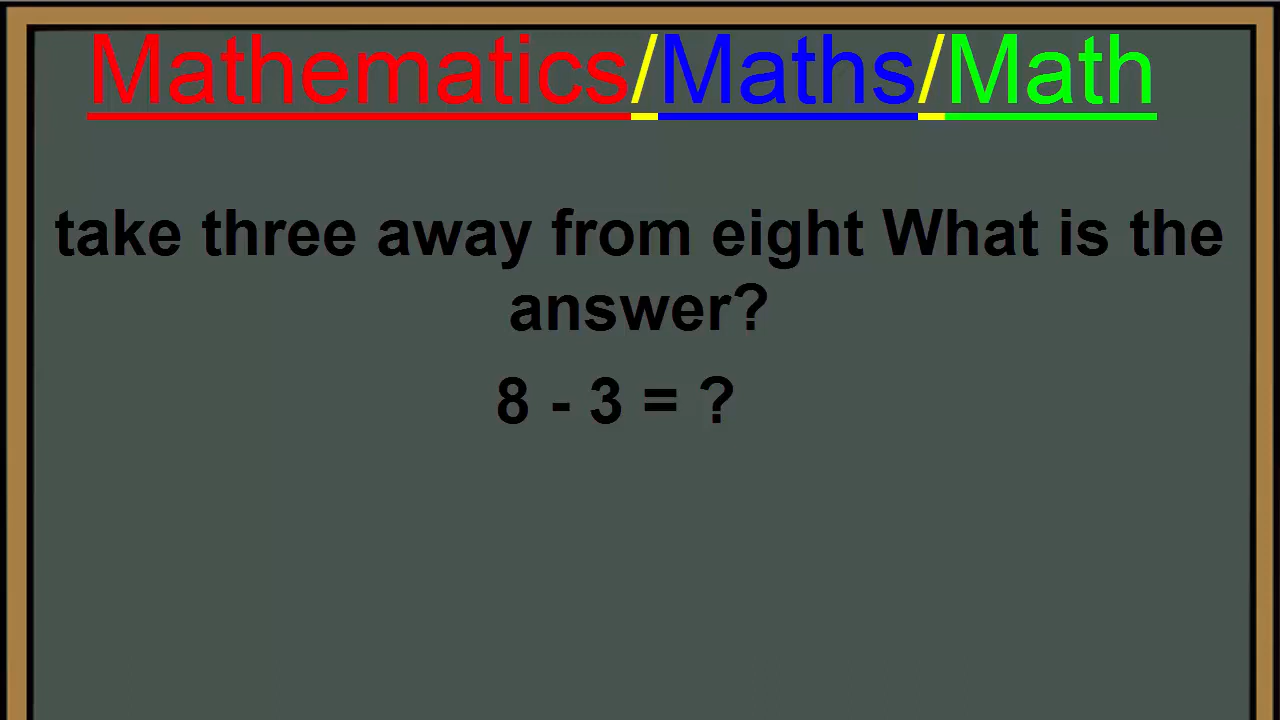 Mathematics/Maths/Math
take three away from eight What is the
answer?
8 - 3 = ?